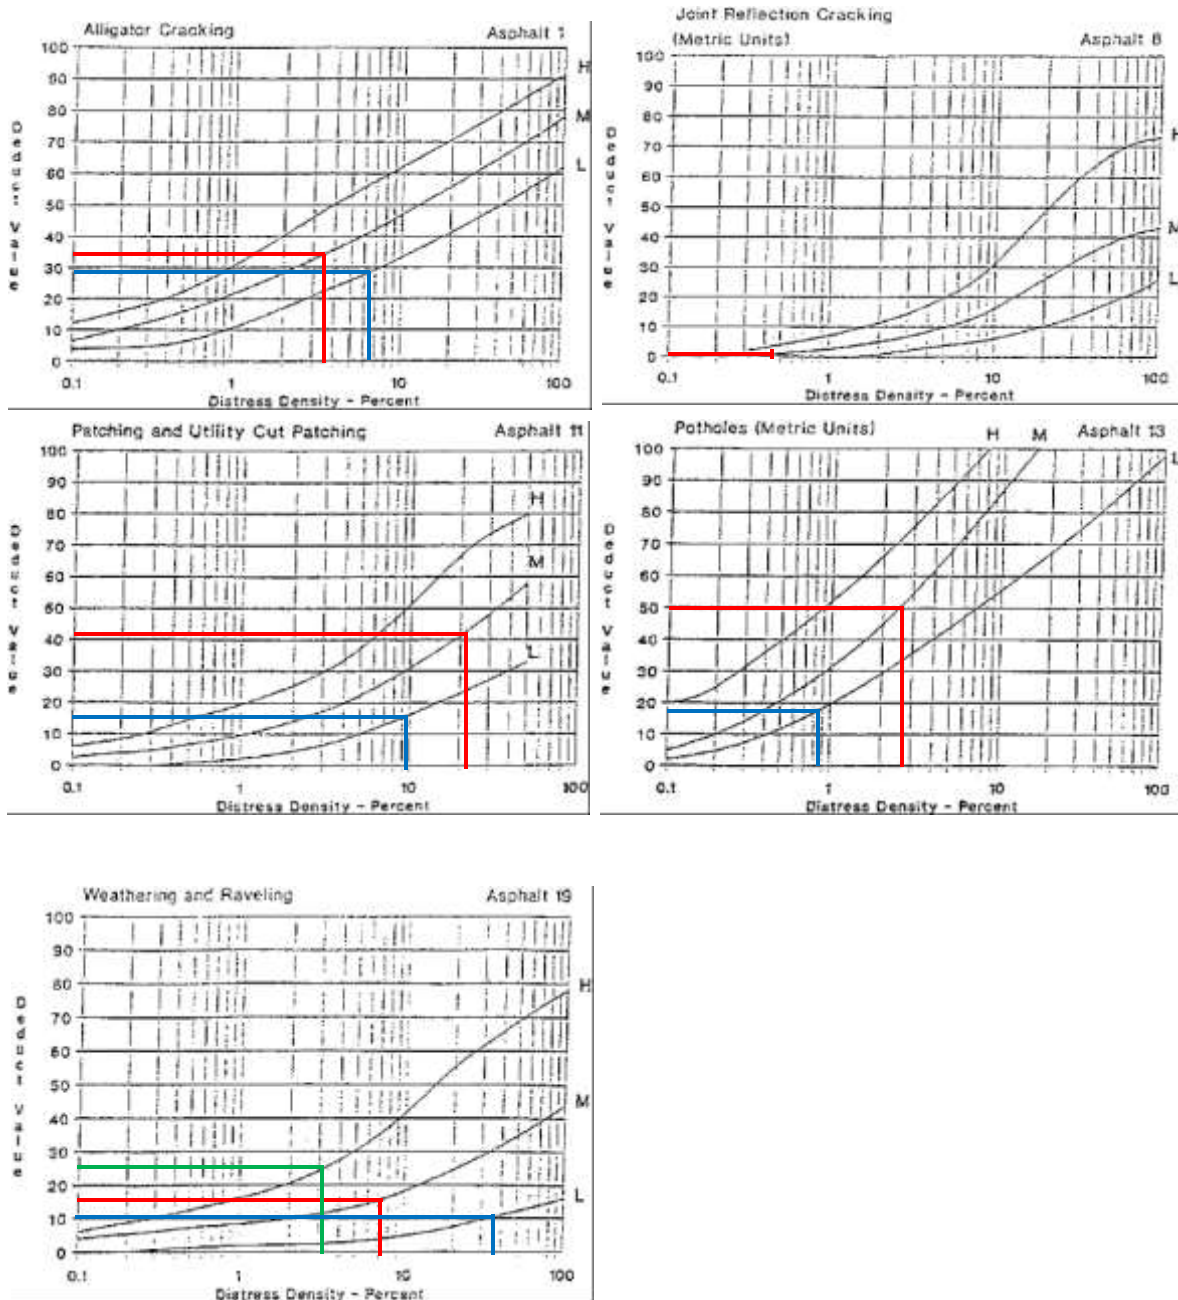 Alligator Cracking Asphalt 1
100
90
80
70
60
50
40
30
20
10
0
H
M
L
Deduct Value
0.1 1 10 100
Distress Density - Percent
Joint Reflection Cracking
(Metric Units) Asphalt 8
100
90
80
70
60
50
40
30
20
10
0
H
M
L
Deduct Value
0.1 1 10 100
Distress Density - Percent
Patching and Utility Cut Patching Asphalt 11
100
90
80
70
60
50
40
30
20
10
0
H
M
L
Deduct Value
0.1 1 10 100
Distress Density - Percent
Potholes (Metric Units) H M Asphalt 13
L
100
90
80
70
60
50
40
30
20
10
0
Deduct Value
0.1 1 10 100
Distress Density - Percent
Weathering and Raveling Asphalt 19
100
90
80
70
60
50
40
30
20
10
0
H
M
L
Deduct Value
0.1 1 10 100
Distress Density - Percent